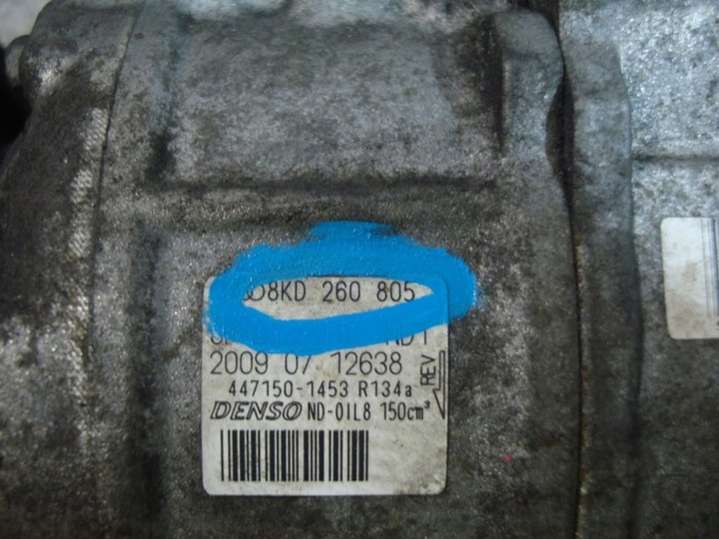 8KD 260 805
2009 07 12638
447150-1453 R134a
DENSO ND-OIL8 150cm³
REV